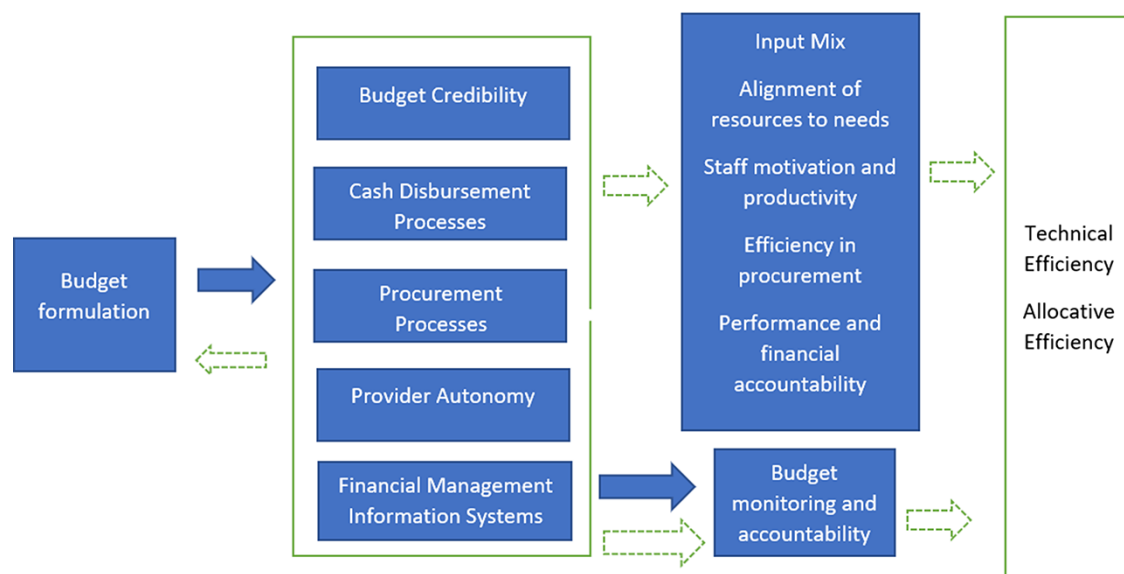 Budget
formulation
Budget Credibility
Cash Disbursement
Processes
Procurement
Processes
Provider Autonomy
Financial Management
Information Systems
Input Mix
Alignment of
resources to needs
Staff motivation and
productivity
Efficiency in
procurement
Performance and
financial
accountability
Budget
monitoring and
accountability
Technical
Efficiency
Allocative
Efficiency